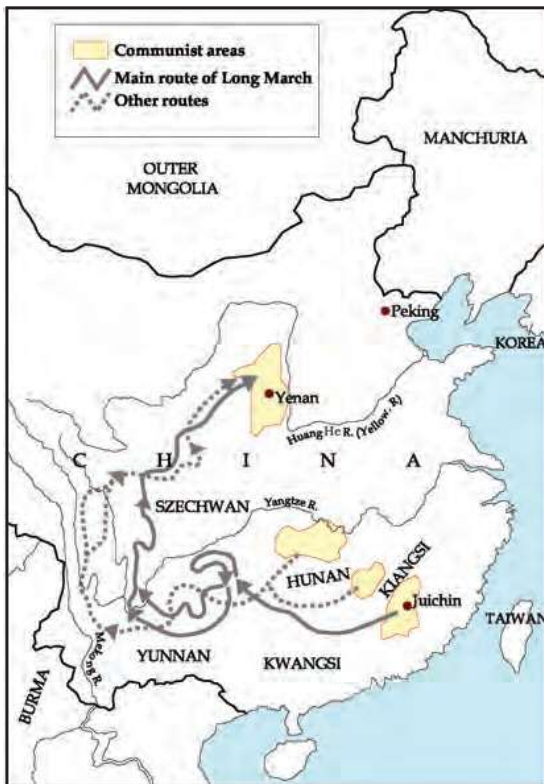 Communist areas
Main route of Long March
Other routes
MANCHURIA
OUTER
MONGOLIA
Peking
KOREA
Yenan
Huang He R. (Yellow. R)
C H I N A
SZECHWAN
Yangtze R.
HUNAN
KIANGSI
Juichin
TAIWAN
Mekong R.
YUNNAN
KWANGSI
BURMA